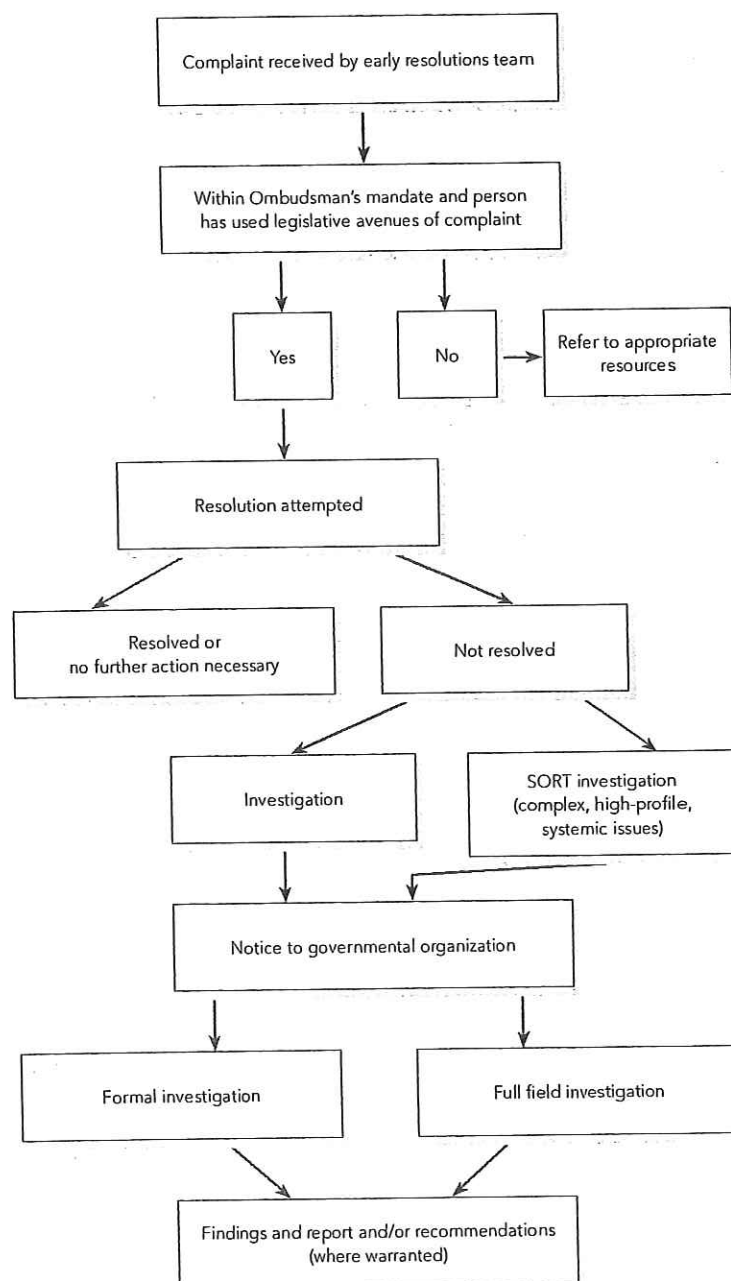 Complaint received by early resolutions team
Within Ombudsman's mandate and person
has used legislative avenues of complaint
Yes
No
Refer to appropriate
resources
Resolution attempted
Resolved or
no further action necessary
Not resolved
Investigation
SORT investigation
(complex, high-profile,
systemic issues)
Notice to governmental organization
Formal investigation
Full field investigation
Findings and report and/or recommendations
(where warranted)